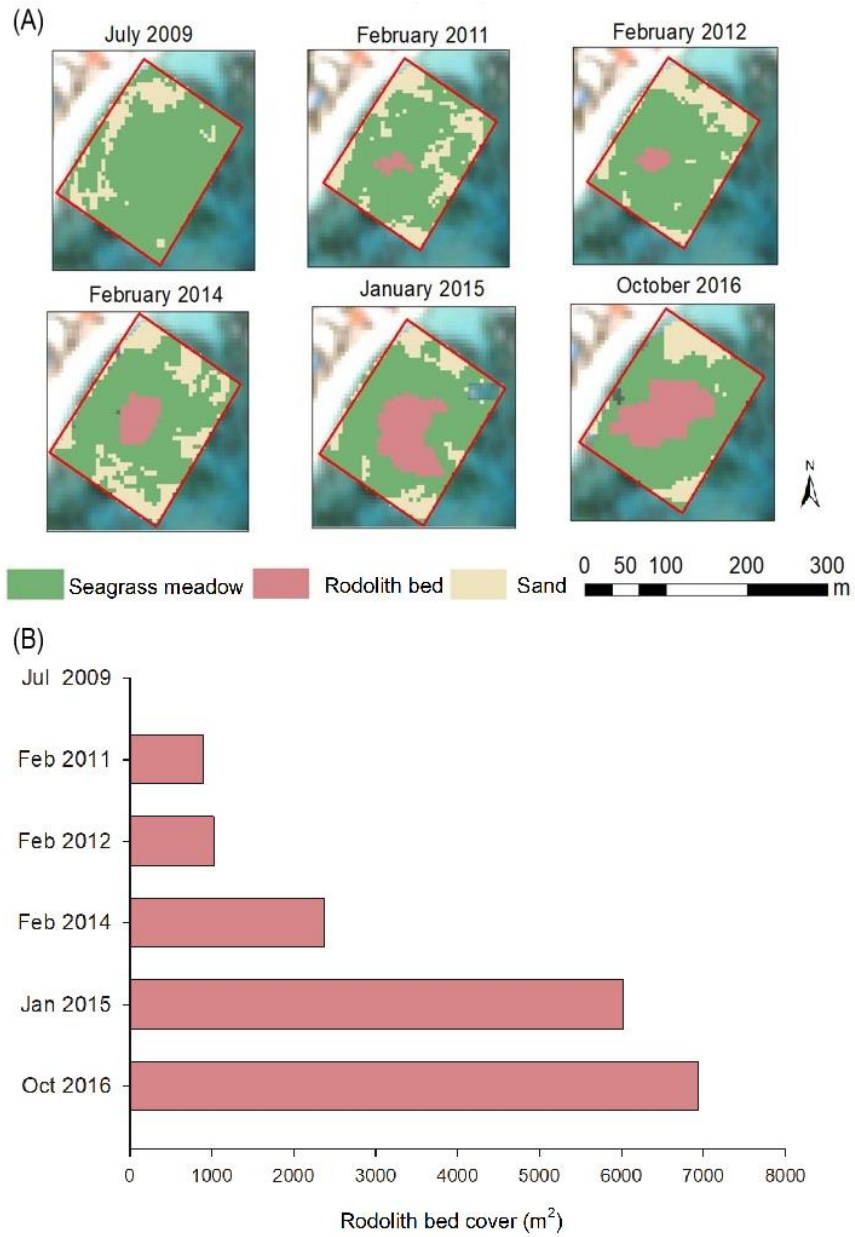 (A)
July 2009
February 2011
February 2012
February 2014
January 2015
October 2016
N
Seagrass meadow
Rodolith bed
Sand
0 50 100 200 300
m
(B)
Jul 2009
Feb 2011
Feb 2012
Feb 2014
Jan 2015
Oct 2016
0 1000 2000 3000 4000 5000 6000 7000 8000
Rodolith bed cover (m²)